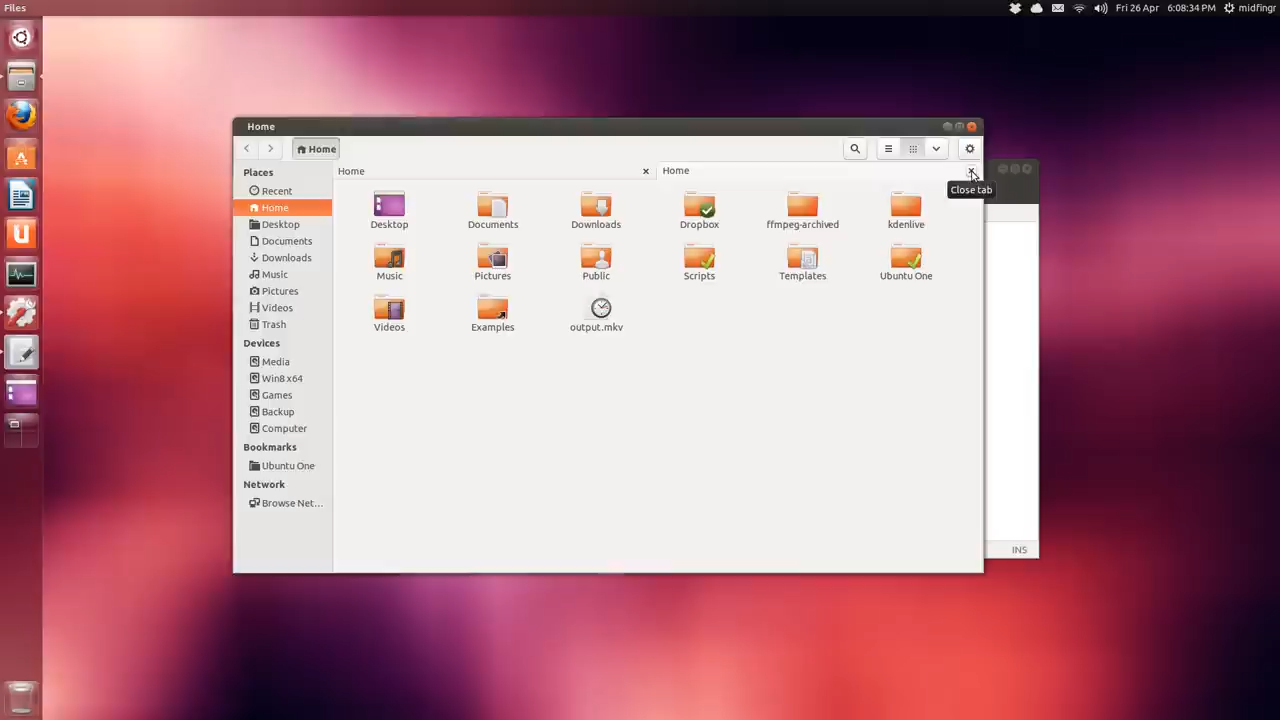 Files
Fri 26 Apr
6:08:34 PM
midfingr
Home
Home
Places
Recent
Home
Desktop
Documents
Downloads
Music
Pictures
Videos
Trash
Devices
Media
Win8 x64
Games
Backup
Computer
Bookmarks
Ubuntu One
Network
Browse Net...
Home
Home
Close tab
Desktop
Documents
Downloads
Dropbox
ffmpeg-archived
kdenlive
Music
Pictures
Public
Scripts
Templates
Ubuntu One
Videos
Examples
output.mkv
INS